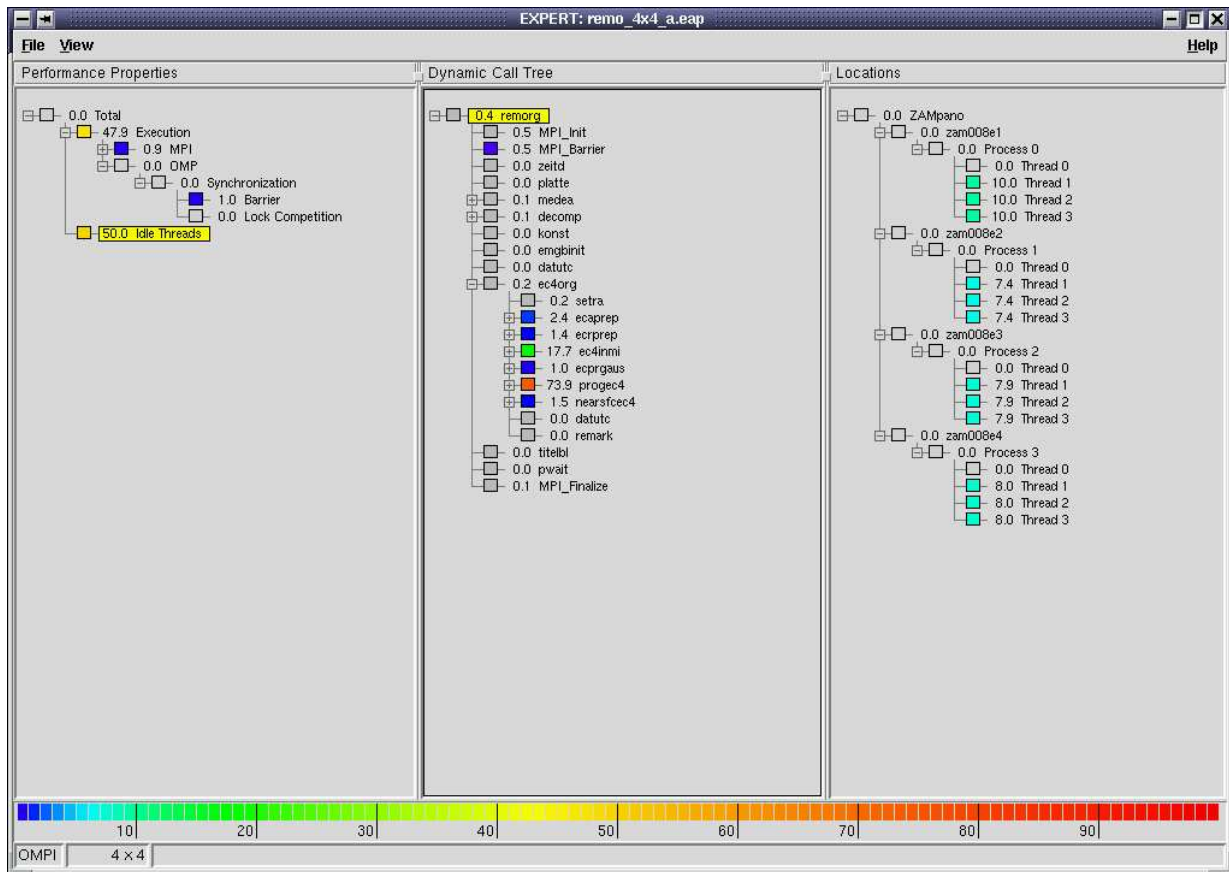 EXPERT: remo_4x4_a.eap
File View Help
Performance Properties
0.0 Total
47.9 Execution
0.9 MPI
0.0 OMP
0.0 Synchronization
1.0 Barrier
0.0 Lock Competition
50.0 Idle Threads
Dynamic Call Tree
0.4 remorg
0.5 MPI_Init
0.5 MPI_Barrier
0.0 zeitd
0.0 platte
0.1 medea
0.1 decomp
0.0 konst
0.0 emgbinit
0.0 datutc
0.2 ec4org
0.2 setra
2.4 ecaprep
1.4 ecrprep
17.7 ec4inmi
1.0 ecprgaus
73.9 progec4
1.5 nearsfcec4
0.0 datutc
0.0 remark
0.0 titelbl
0.0 pwait
0.1 MPI_Finalize
Locations
0.0 ZAMpano
0.0 zam008e1
0.0 Process 0
0.0 Thread 0
10.0 Thread 1
10.0 Thread 2
10.0 Thread 3
0.0 zam008e2
0.0 Process 1
0.0 Thread 0
7.4 Thread 1
7.4 Thread 2
7.4 Thread 3
0.0 zam008e3
0.0 Process 2
0.0 Thread 0
7.9 Thread 1
7.9 Thread 2
7.9 Thread 3
0.0 zam008e4
0.0 Process 3
0.0 Thread 0
8.0 Thread 1
8.0 Thread 2
8.0 Thread 3
10 20 30 40 50 60 70 80 90
OMPI 4 x 4